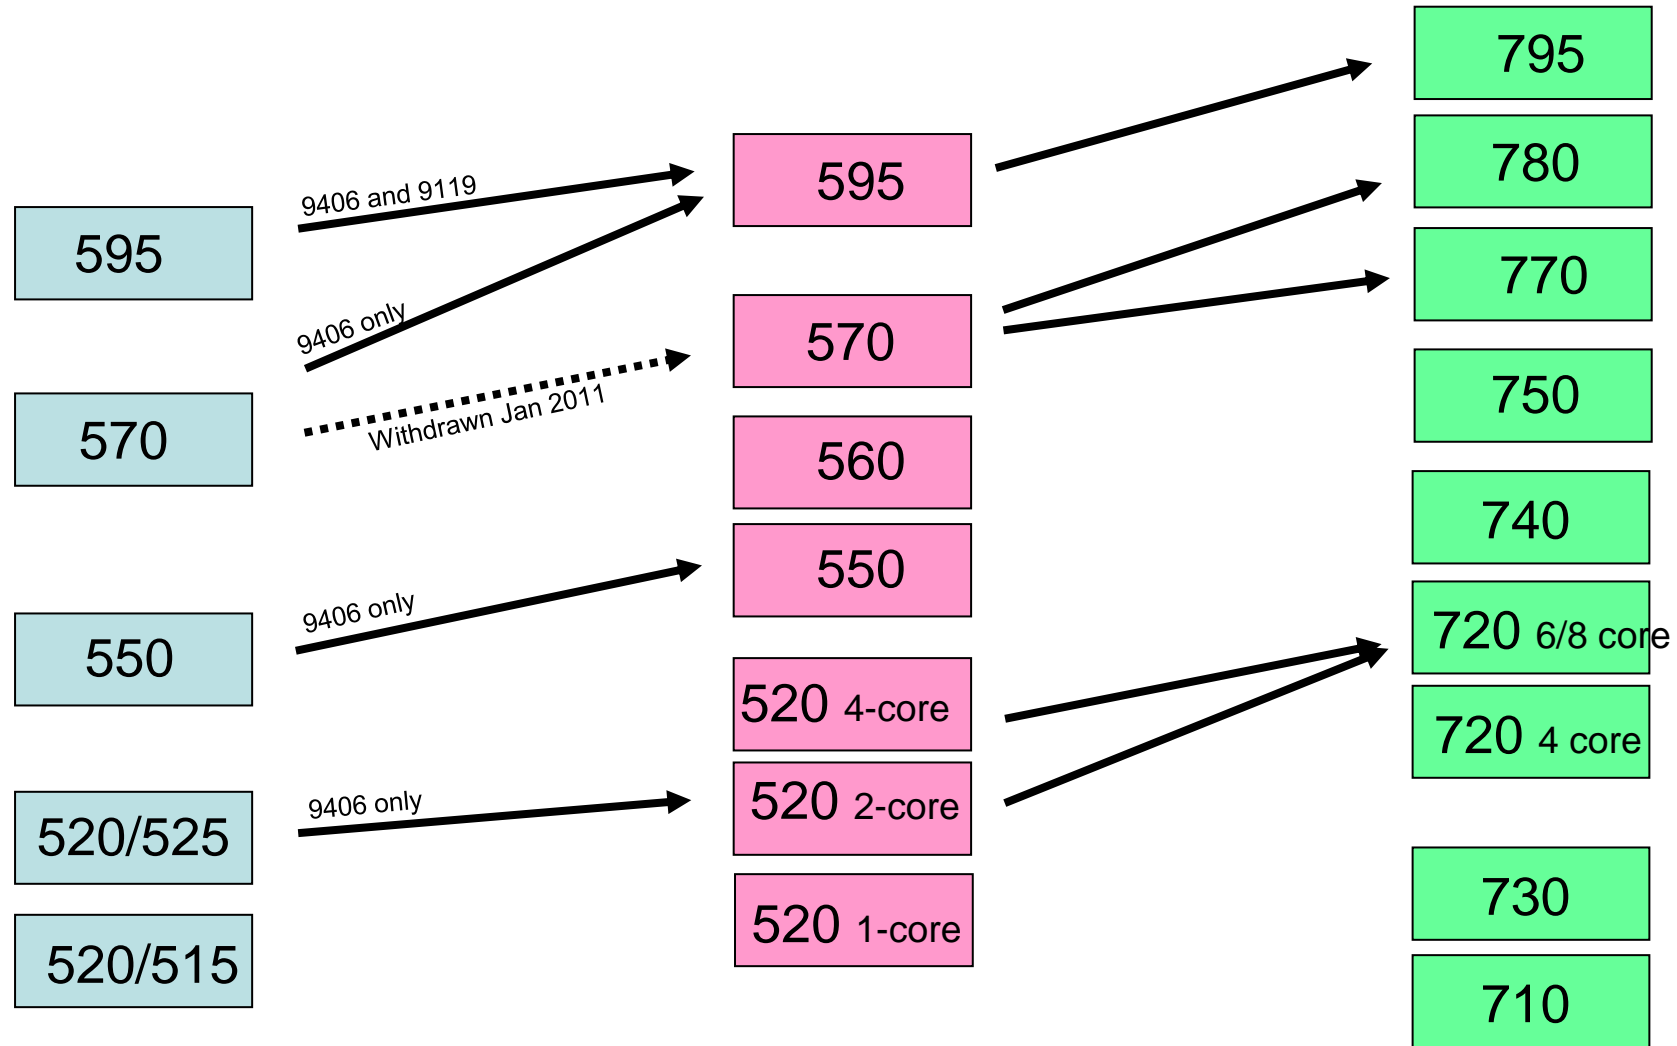 595
570
550
520/525
520/515
9406 and 9119
9406 only
Withdrawn Jan 2011
9406 only
9406 only
595
570
560
550
520 4-core
520 2-core
520 1-core
795
780
770
750
740
720 6/8 core
720 4 core
730
710